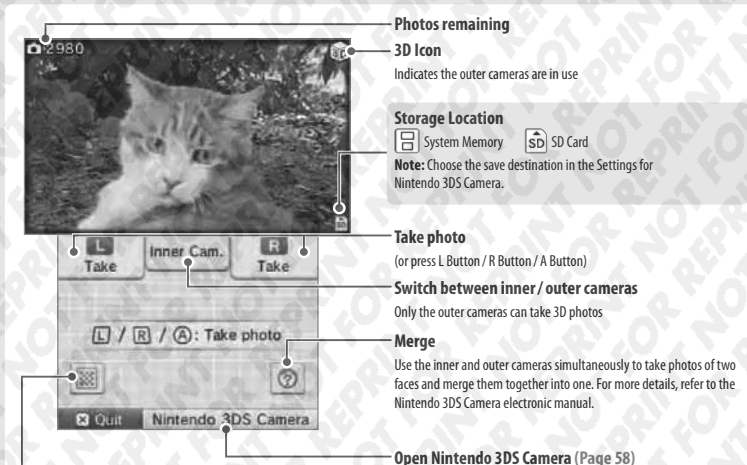 2980
3D
Photos remaining
3D Icon
Indicates the outer cameras are in use
Storage Location
System Memory SD SD Card
Note: Choose the save destination in the Settings for
Nintendo 3DS Camera.
L
Take
Inner Cam.
R
Take
Take photo
(or press L Button / R Button / A Button)
Switch between inner / outer cameras
Only the outer cameras can take 3D photos
L / R / A: Take photo
Merge
Use the inner and outer cameras simultaneously to take photos of two
faces and merge them together into one. For more details, refer to the
Nintendo 3DS Camera electronic manual.
?
X Quit
Nintendo 3DS Camera
Open Nintendo 3DS Camera (Page 58)
NOT FOR REPRINT